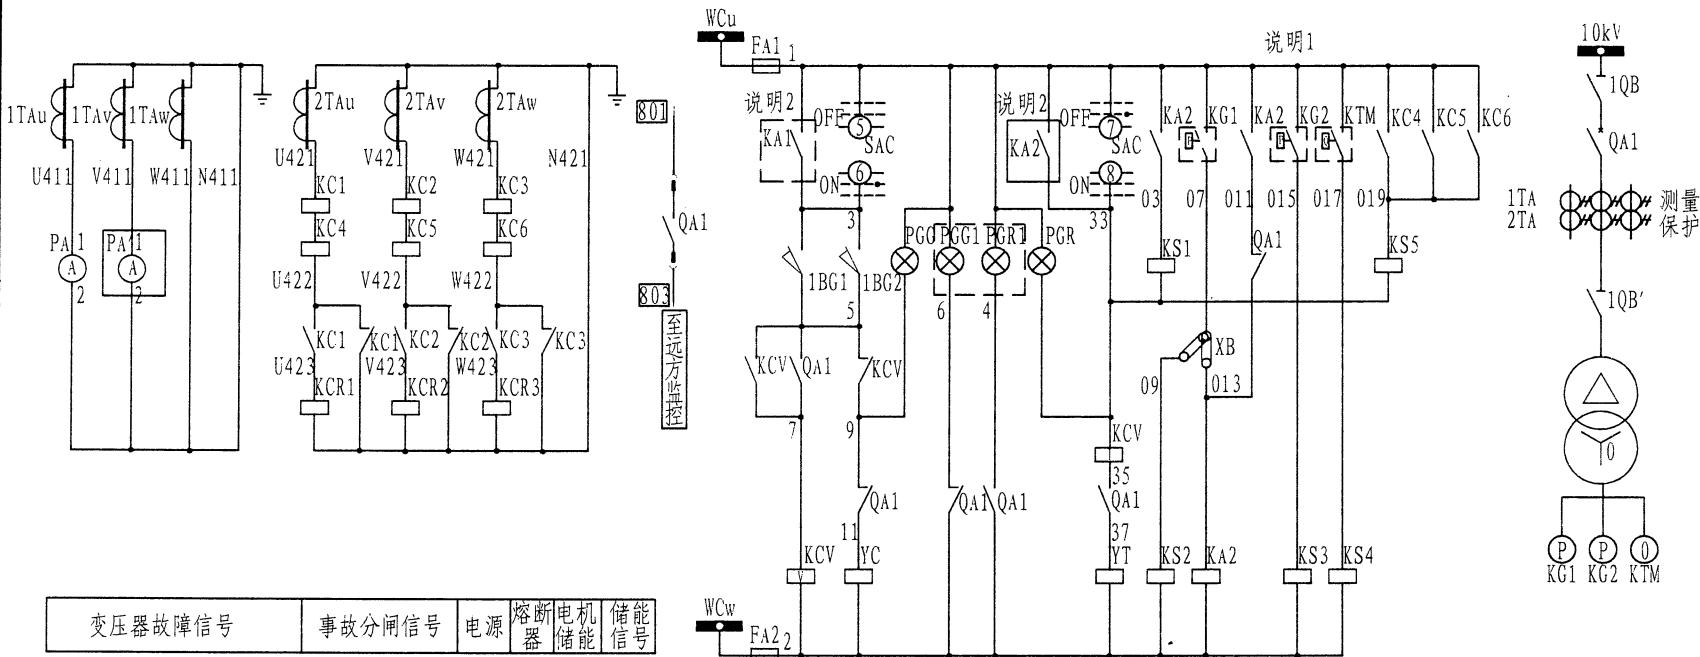 WCu
FA1 1
说明1
10kV
1QB
QA1
1TA 测量
2TA 保护
1QB'
0
P P 0
KG1 KG2 KTM
1TAu 1TAv 1TAw
U411 V411 W411 N411
PA 1 PA1 1
A A
2 2
2TAu 2TAv 2TAw
U421 V421 W421 N421
KC1 KC2 KC3
KC4 KC5 KC6
U422 V422 W422
KC1 KC1 KC2 KC2 KC3 KC3
U423 V423 W423
KCR1 KCR2 KCR3
801
QA1
803
至远方监控
说明2 说明2
OFF 5 OFF 7
KA1 SAC KA2 SAC
ON 6 ON 8
3 33
KA2 KG1 KA2 KG2 KTM KC4 KC5 KC6
03 07 011 015 017 019
PGG PGG1 PGR1 PGR
1BG1 1BG2
5 6 4
KS1 QA1 KS5
KCV QA1 KCV
XB
09 013
7 9
KCV
35
QA1 QA1 QA1 QA1
11 37
KCV YC YT KS2 KA2 KS3 KS4
V
WCw
FA2 2
变压器故障信号 事故分闸信号 电源 熔断器 电机储能 储能信号